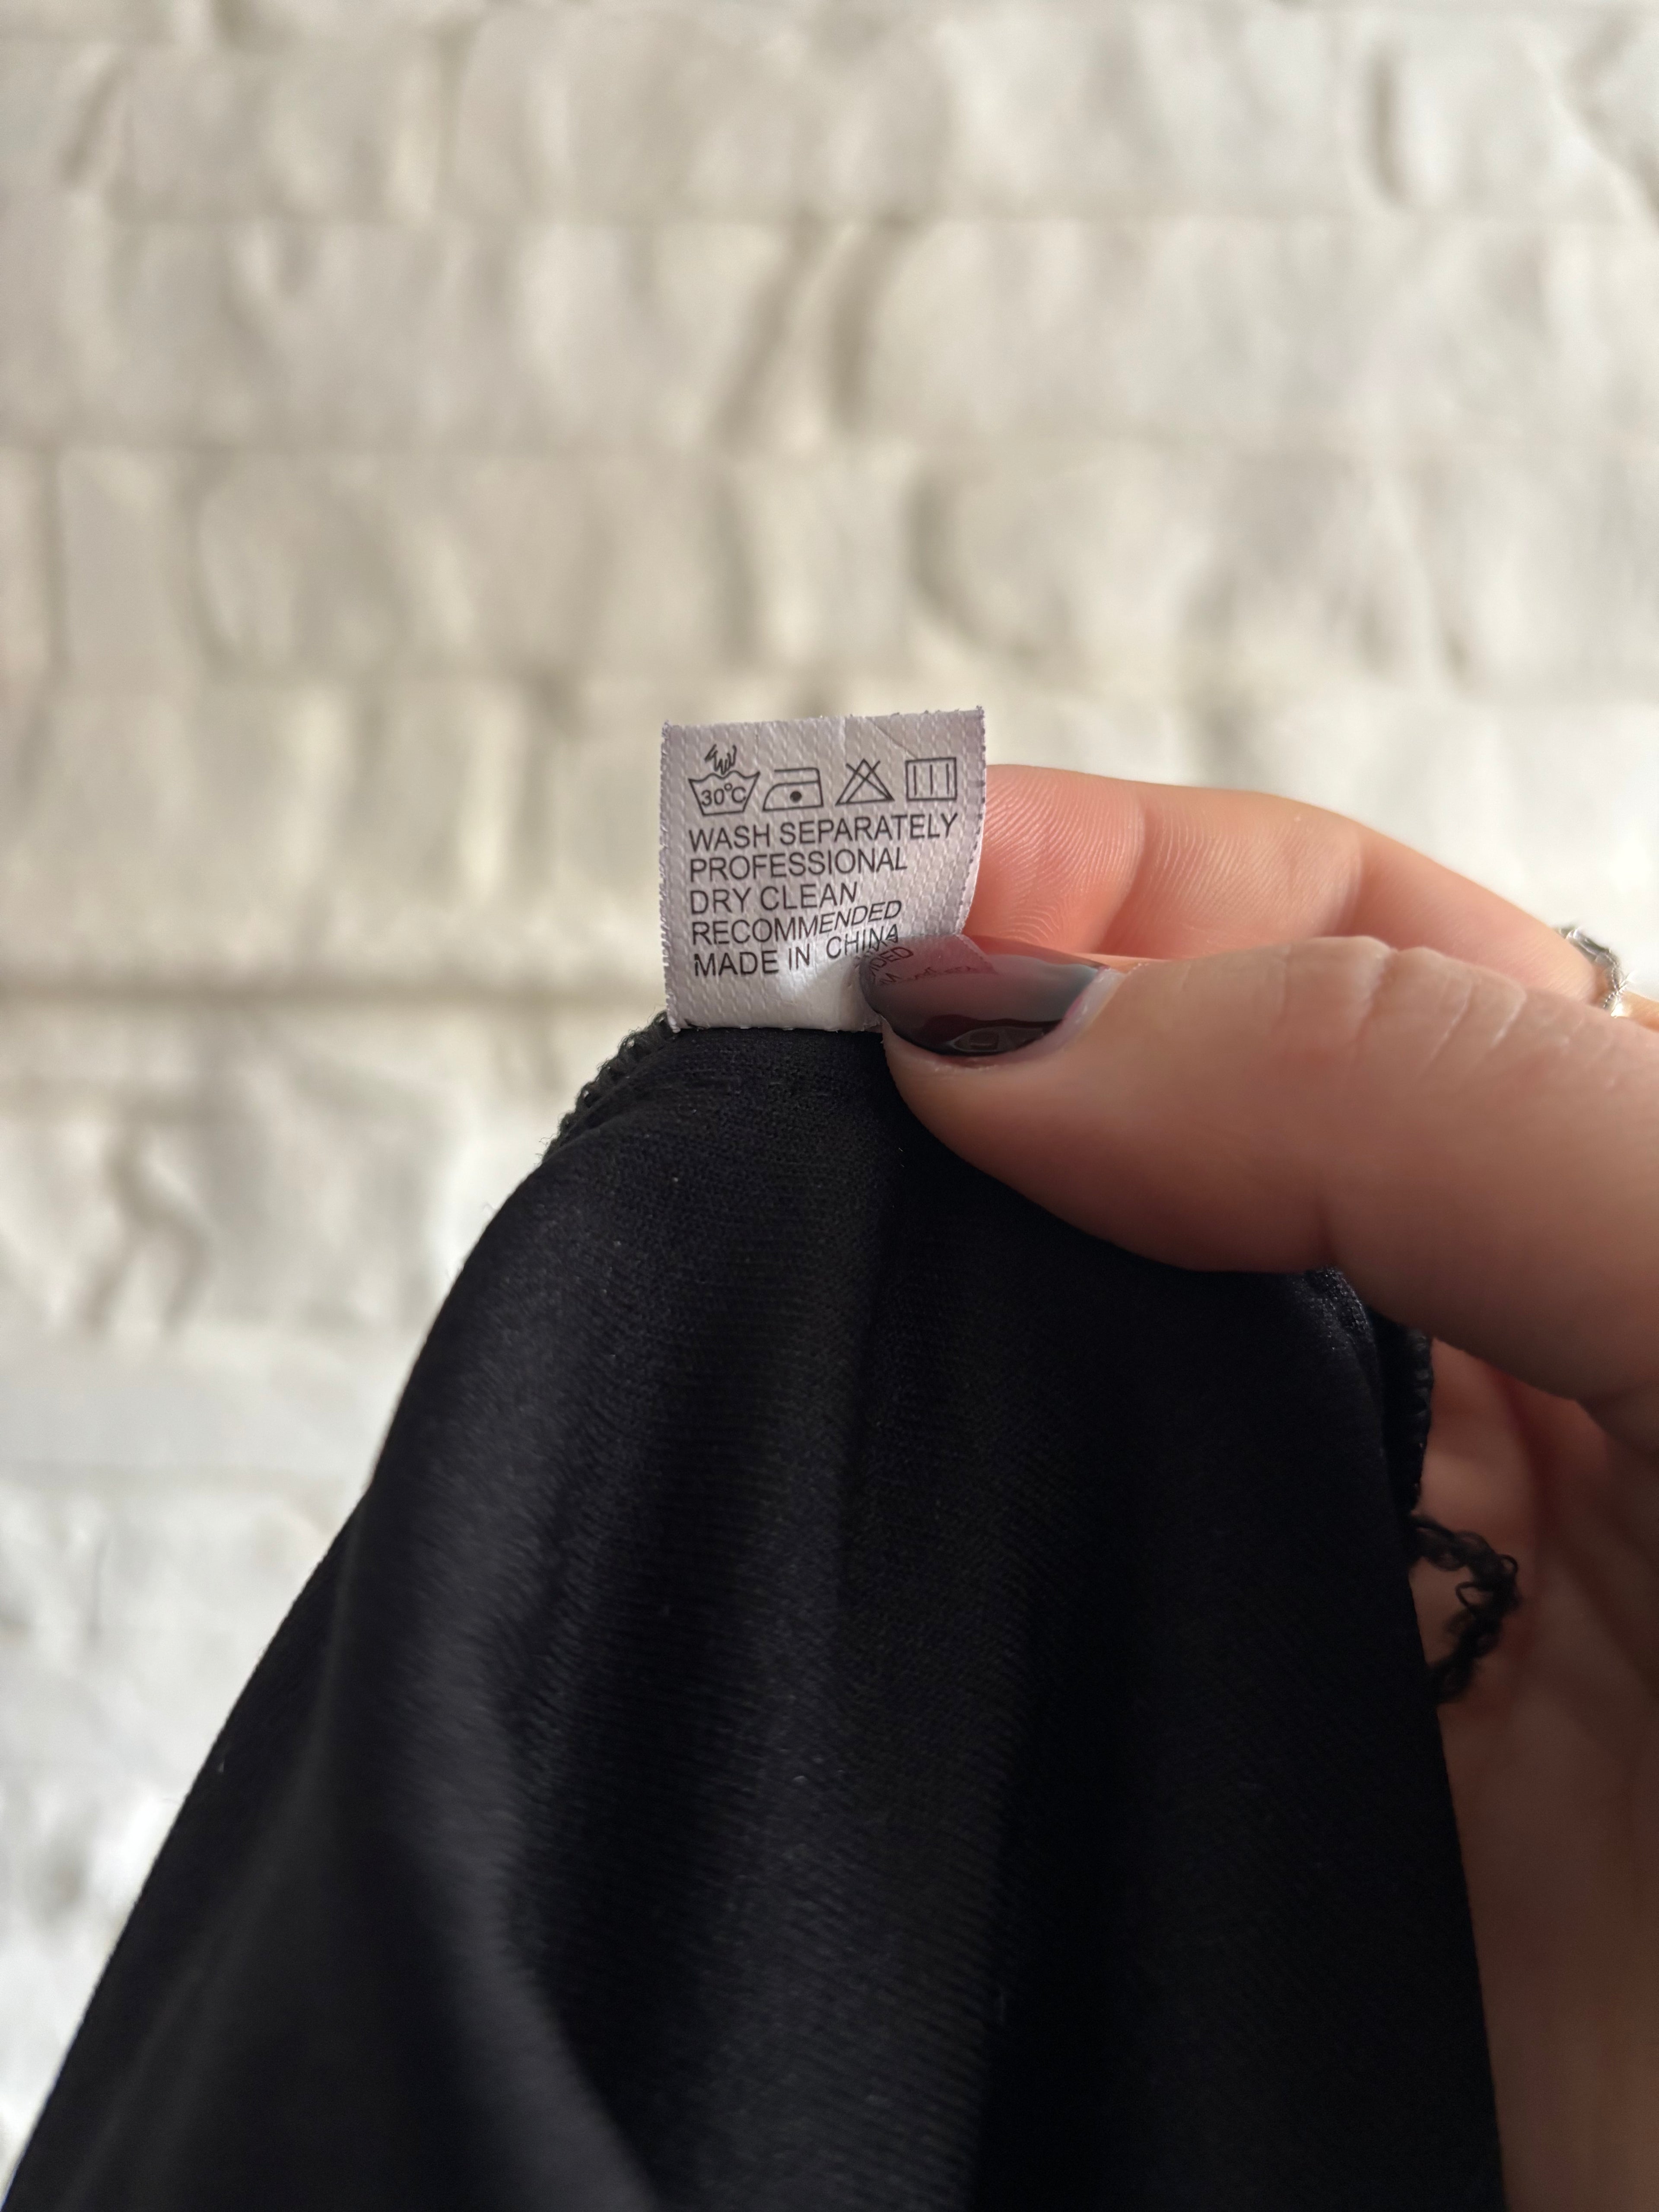 30°C
WASH SEPARATELY
PROFESSIONAL
DRY CLEAN
RECOMMENDED
MADE IN CHINA